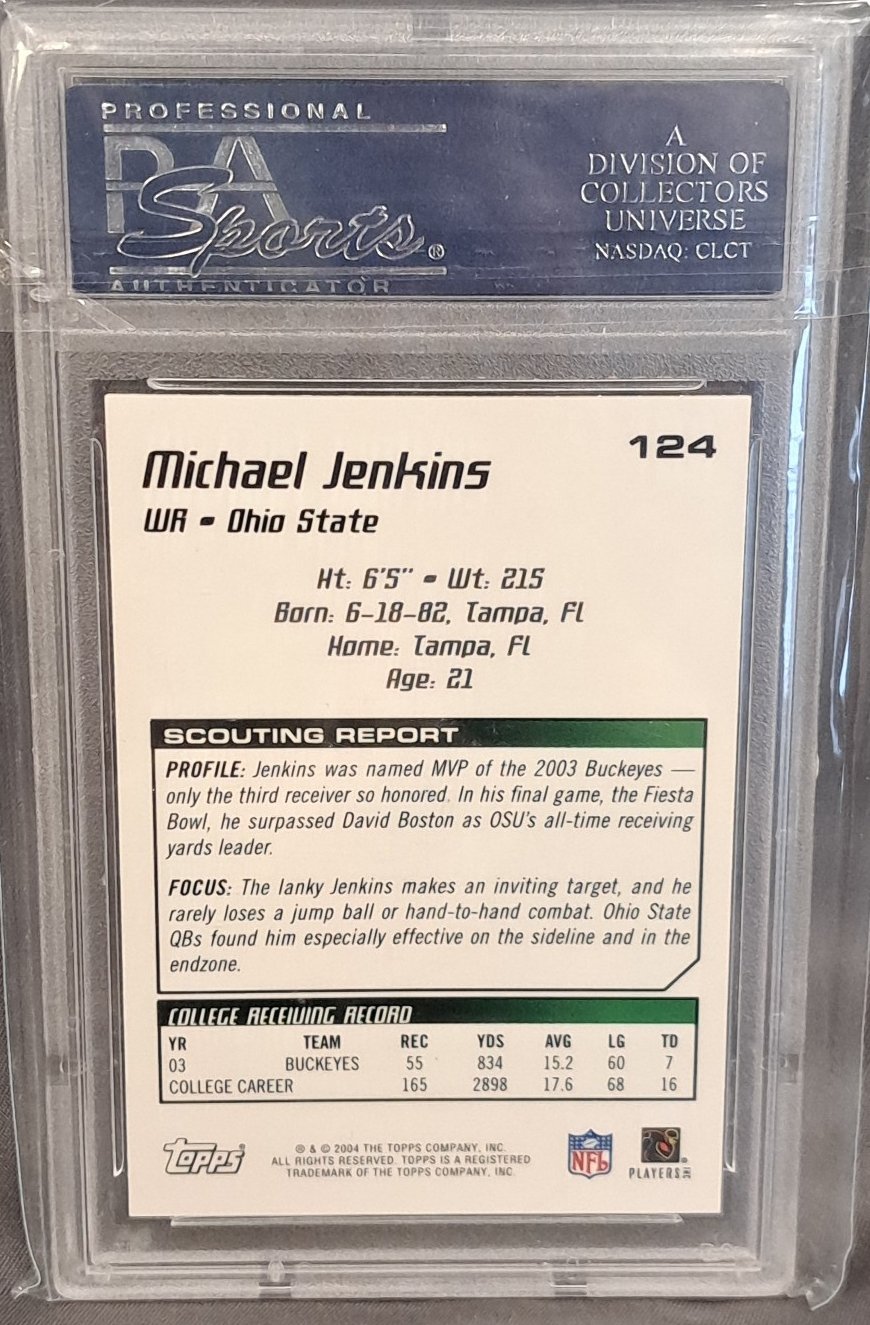 PROFESSIONAL
PSA
Sports®
AUTHENTICATOR
A
DIVISION OF
COLLECTORS
UNIVERSE
NASDAQ: CLCT
124
Michael Jenkins
WR - Ohio State
Ht: 6'5" - Wt: 215
Born: 6-18-82, Tampa, FL
Home: Tampa, FL
Age: 21
SCOUTING REPORT
PROFILE: Jenkins was named MVP of the 2003 Buckeyes —
only the third receiver so honored. In his final game, the Fiesta
Bowl, he surpassed David Boston as OSU's all-time receiving
yards leader.
FOCUS: The lanky Jenkins makes an inviting target, and he
rarely loses a jump ball or hand-to-hand combat. Ohio State
QBs found him especially effective on the sideline and in the
endzone.
COLLEGE RECEIVING RECORD
YR TEAM REC YDS AVG LG TD
03 BUCKEYES 55 834 15.2 60 7
COLLEGE CAREER 165 2898 17.6 68 16
topps®
® & © 2004 THE TOPPS COMPANY, INC.
ALL RIGHTS RESERVED. TOPPS IS A REGISTERED
TRADEMARK OF THE TOPPS COMPANY, INC.
NFL
PLAYERS INC